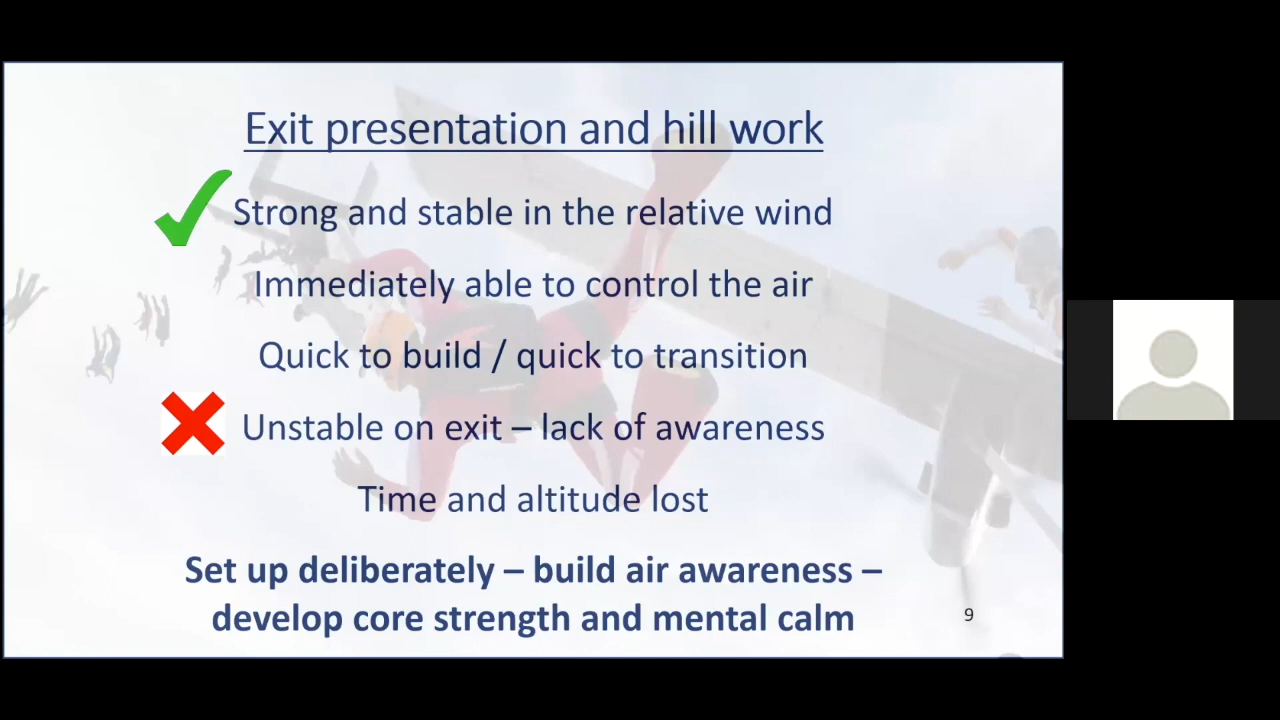 Exit presentation and hill work
Strong and stable in the relative wind
Immediately able to control the air
Quick to build / quick to transition
Unstable on exit – lack of awareness
Time and altitude lost
Set up deliberately – build air awareness –
develop core strength and mental calm
9